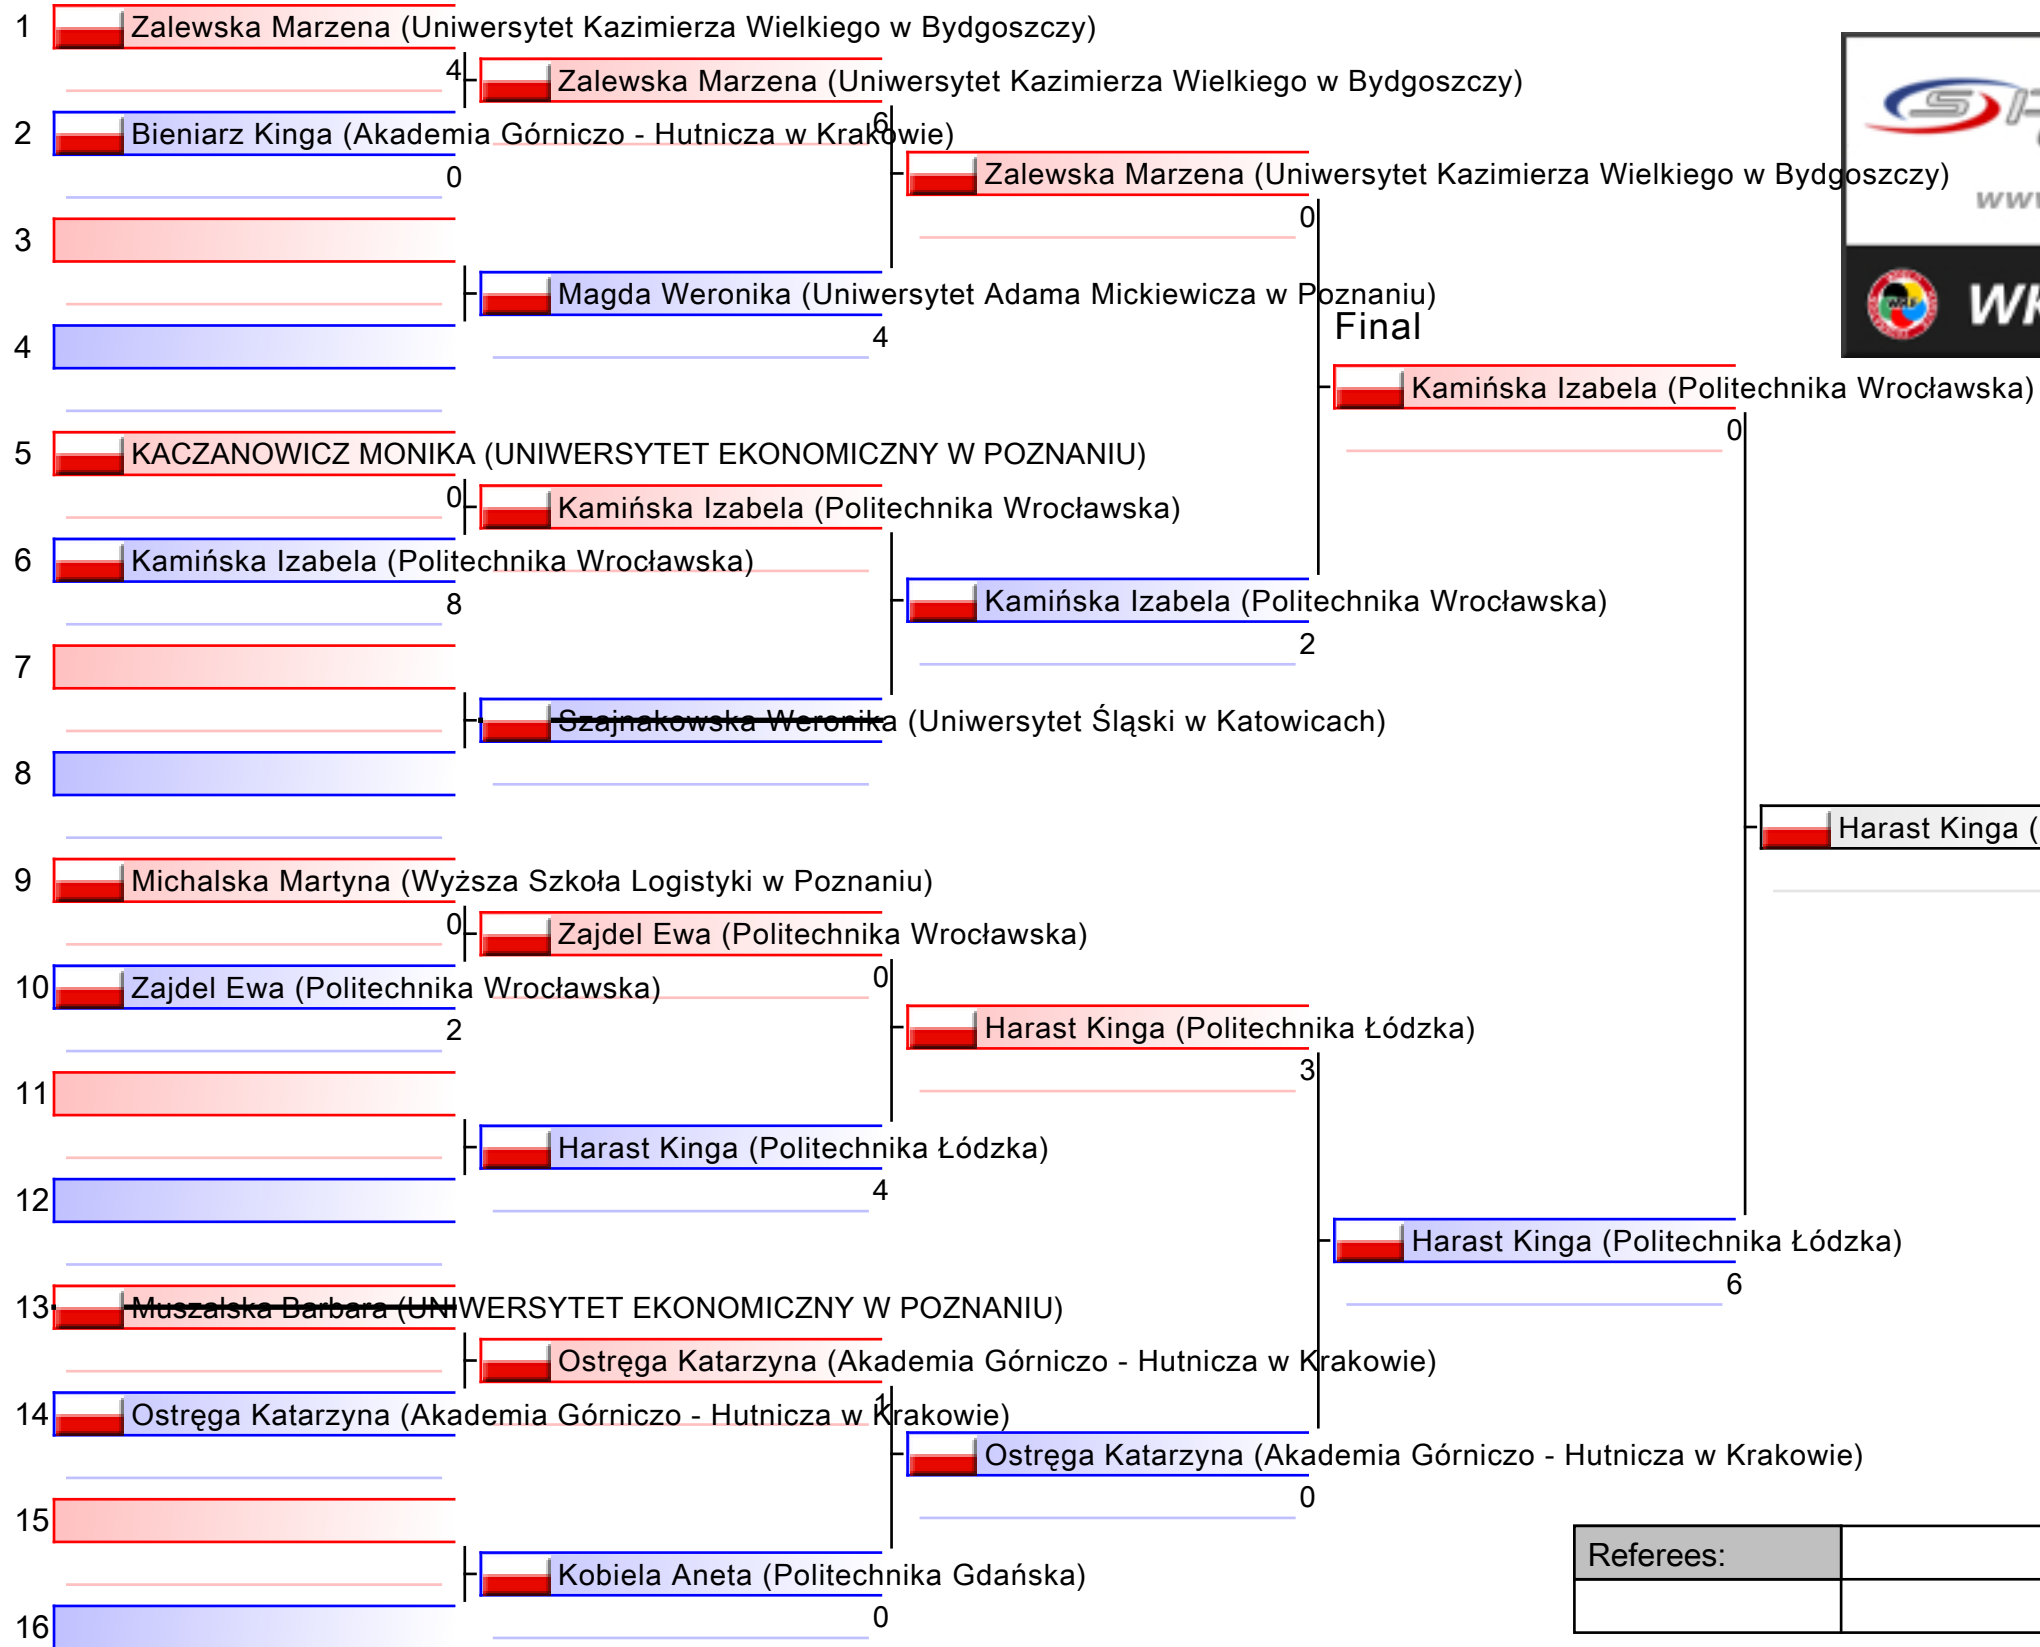 1 Zalewska Marzena (Uniwersytet Kazimierza Wielkiego w Bydgoszczy)
4 Zalewska Marzena (Uniwersytet Kazimierza Wielkiego w Bydgoszczy)
2 Bieniarz Kinga (Akademia Górniczo - Hutnicza w Krakowie)
6
0 Zalewska Marzena (Uniwersytet Kazimierza Wielkiego w Bydgoszczy)
www
0
3
Magda Weronika (Uniwersytet Adama Mickiewicza w Poznaniu)
WK
Final
4
4
Kamińska Izabela (Politechnika Wrocławska)
0
5 KACZANOWICZ MONIKA (UNIWERSYTET EKONOMICZNY W POZNANIU)
0 Kamińska Izabela (Politechnika Wrocławska)
6 Kamińska Izabela (Politechnika Wrocławska)
8 Kamińska Izabela (Politechnika Wrocławska)
2
7
Szajnakowska Weronika (Uniwersytet Śląski w Katowicach)
8
Harast Kinga (
9 Michalska Martyna (Wyższa Szkoła Logistyki w Poznaniu)
0 Zajdel Ewa (Politechnika Wrocławska)
0
10 Zajdel Ewa (Politechnika Wrocławska)
2 Harast Kinga (Politechnika Łódzka)
3
11
Harast Kinga (Politechnika Łódzka)
4
12
Harast Kinga (Politechnika Łódzka)
6
13 Muszalska Barbara (UNIWERSYTET EKONOMICZNY W POZNANIU)
Ostręga Katarzyna (Akademia Górniczo - Hutnicza w Krakowie)
1
14 Ostręga Katarzyna (Akademia Górniczo - Hutnicza w Krakowie)
Ostręga Katarzyna (Akademia Górniczo - Hutnicza w Krakowie)
0
15
Referees:
Kobiela Aneta (Politechnika Gdańska)
0
16